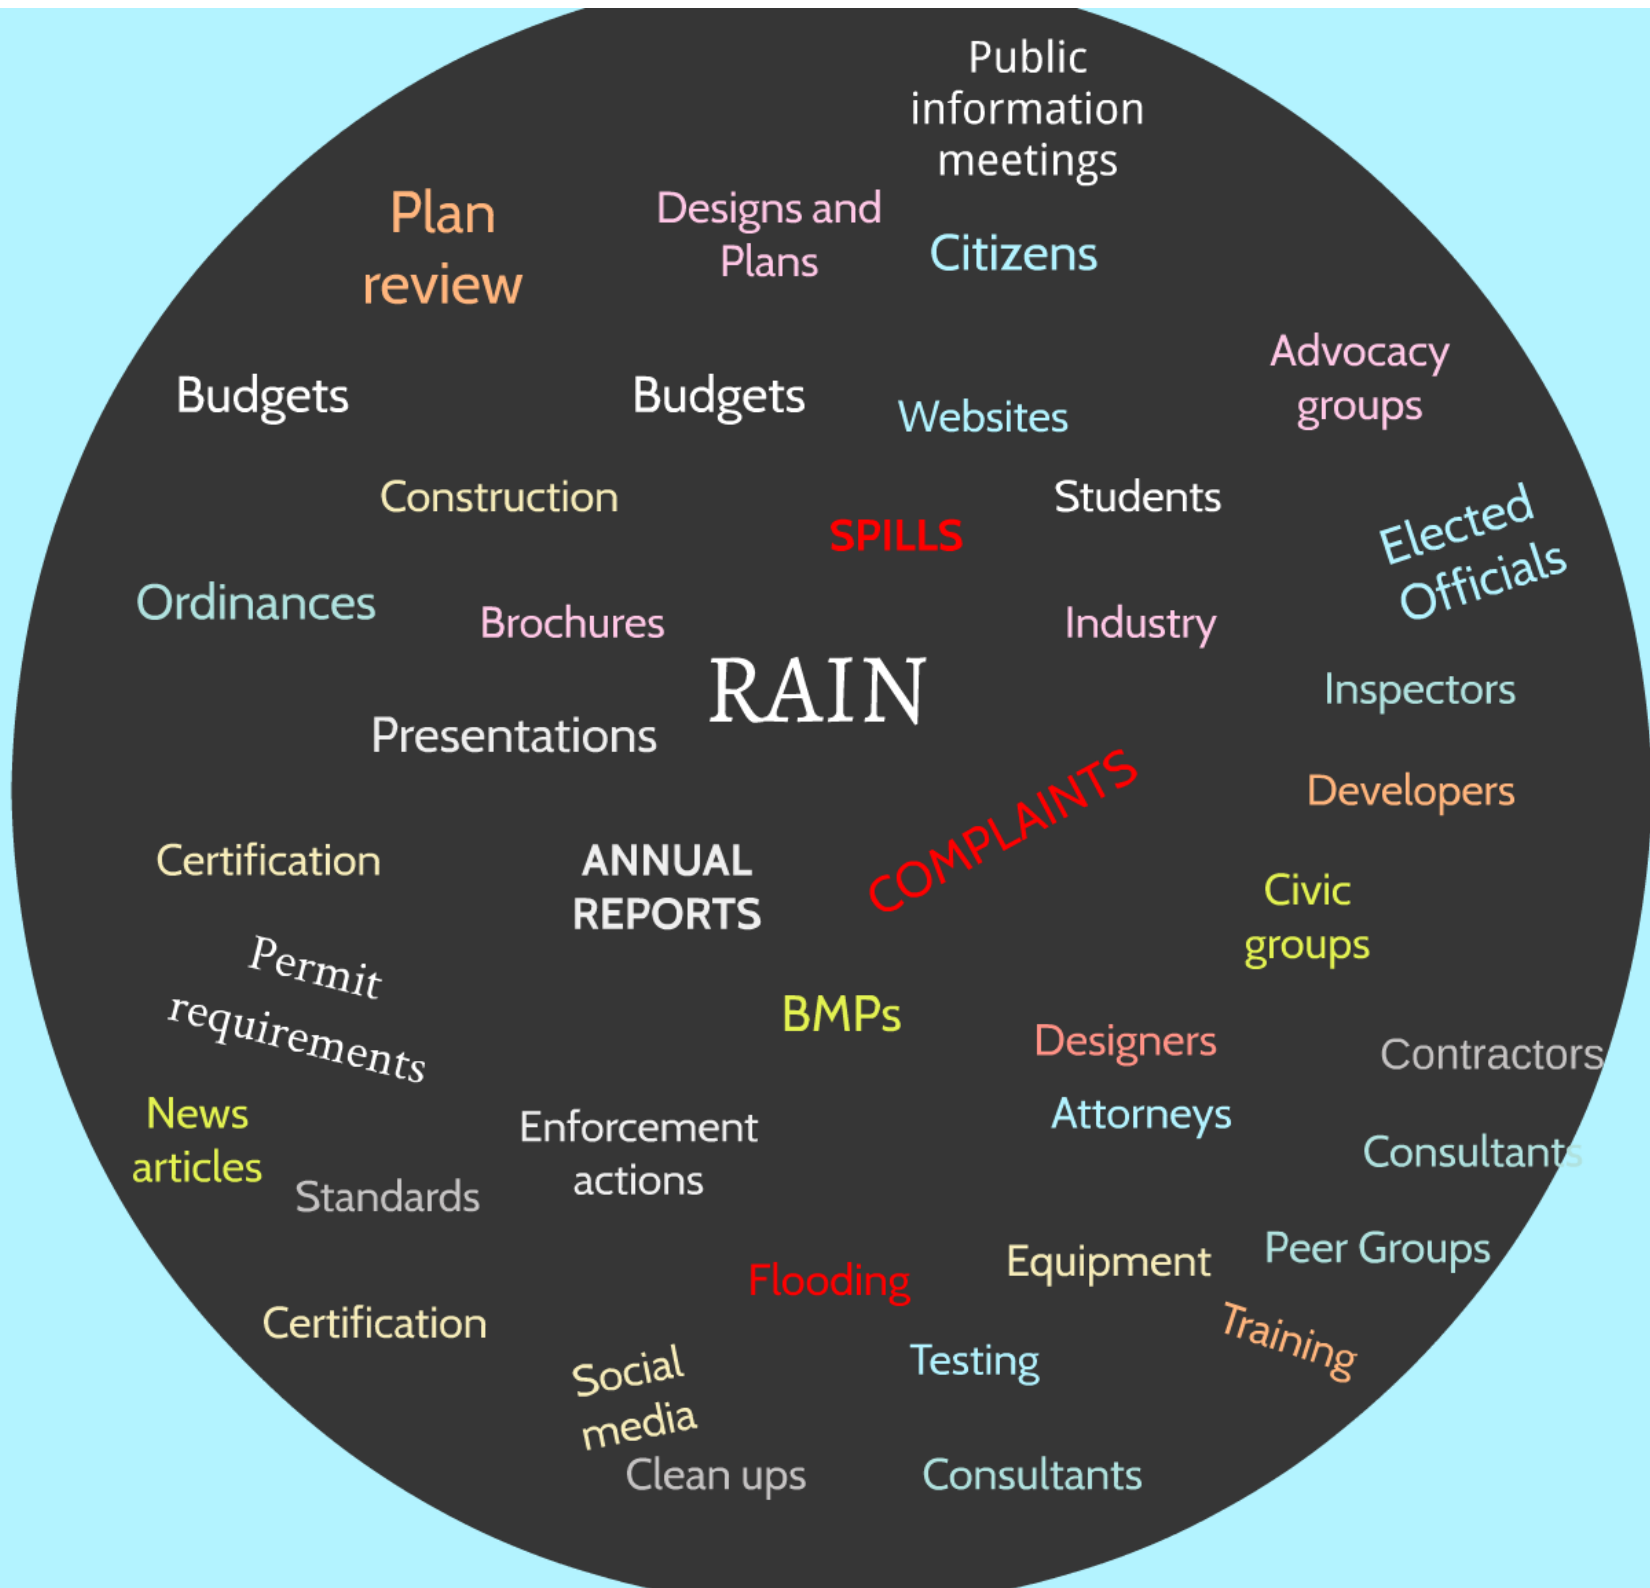 Public
information
meetings
Plan
review
Designs and
Plans
Citizens
Advocacy
groups
Budgets
Budgets
Websites
Construction
Students
SPILLS
Elected
Officials
Ordinances
Brochures
Industry
RAIN
Inspectors
Presentations
COMPLAINTS
Developers
Certification
ANNUAL
REPORTS
Civic
groups
Permit
requirements
BMPs
Designers
Contractors
News
articles
Enforcement
actions
Attorneys
Consultants
Standards
Flooding
Equipment
Peer Groups
Certification
Training
Social
media
Testing
Clean ups
Consultants